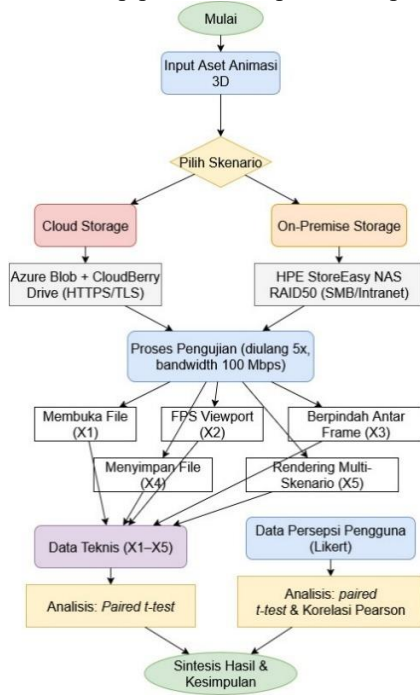 Mulai
Input Aset Animasi
3D
Pilih Skenario
Cloud Storage
On-Premise Storage
Azure Blob + CloudBerry
Drive (HTTPS/TLS)
HPE StoreEasy NAS
RAID50 (SMB/Intranet)
Proses Pengujian (diulang 5x,
bandwidth 100 Mbps)
Membuka File
(X1)
FPS Viewport
(X2)
Berpindah Antar
Frame (X3)
Menyimpan File
(X4)
Rendering Multi-
Skenario (X5)
Data Teknis (X1–X5)
Data Persepsi Pengguna
(Likert)
Analisis: Paired t-test
Analisis: paired
t-test & Korelasi Pearson
Sintesis Hasil &
Kesimpulan